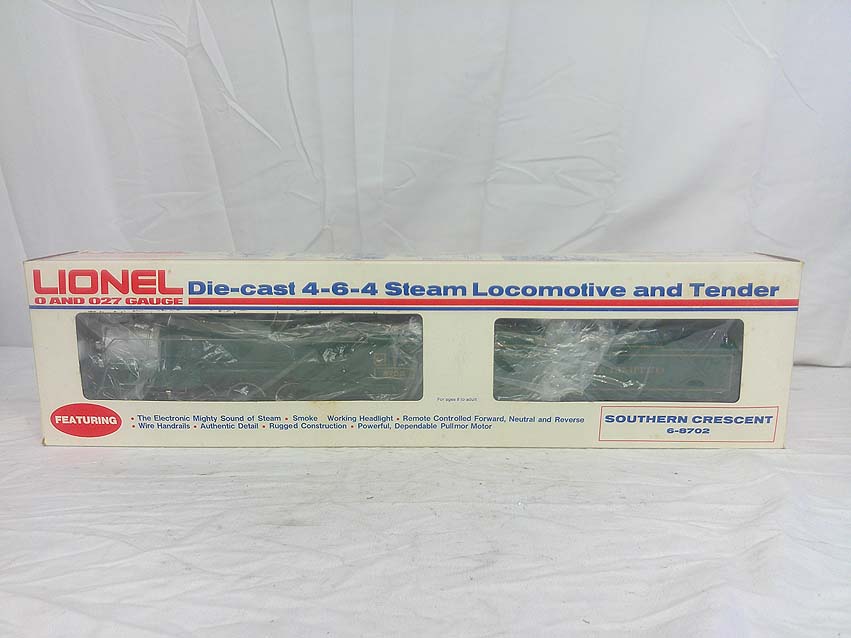 LIONEL
O AND O27 GAUGE
Die-cast 4-6-4 Steam Locomotive and Tender
For ages 8 to adult
FEATURING
• The Electronic Mighty Sound of Steam • Smoke Working Headlight • Remote Controlled Forward, Neutral and Reverse
• Wire Handrails • Authentic Detail • Rugged Construction • Powerful, Dependable Pullmor Motor
SOUTHERN CRESCENT
6-8702